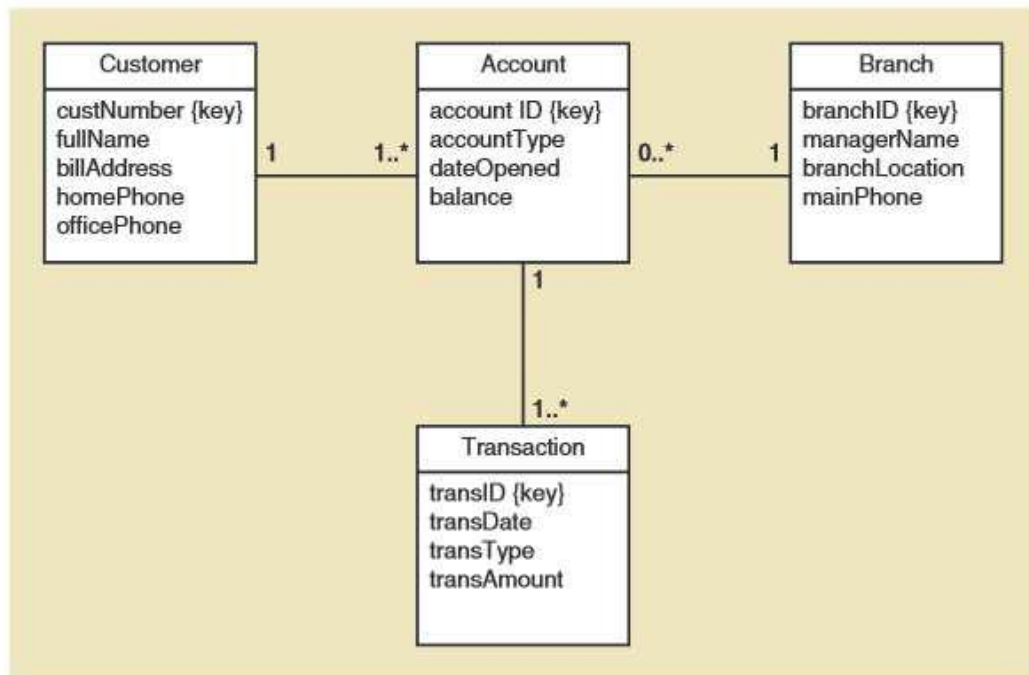 Customer
custNumber {key}
fullName
billAddress
homePhone
officePhone
1
1..*
Account
account ID {key}
accountType
dateOpened
balance
0..*
1
Branch
branchID {key}
managerName
branchLocation
mainPhone
1
1..*
Transaction
transID {key}
transDate
transType
transAmount